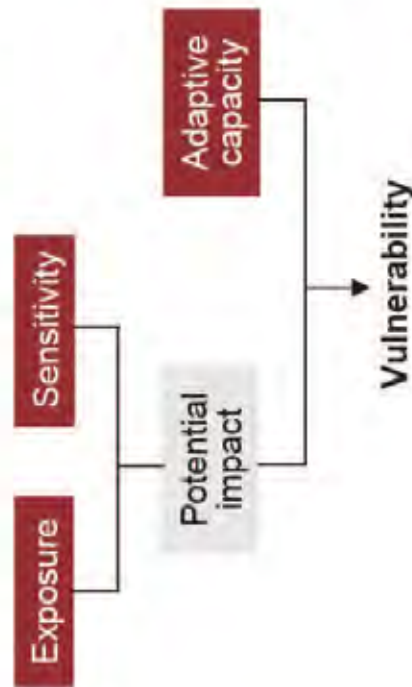 Exposure
Sensitivity
Potential
impact
Adaptive
capacity
Vulnerability